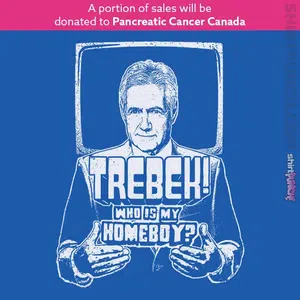 A portion of sales will be
donated to Pancreatic Cancer Canada
TREBEK!
WHO IS MY
HOMEBOY?